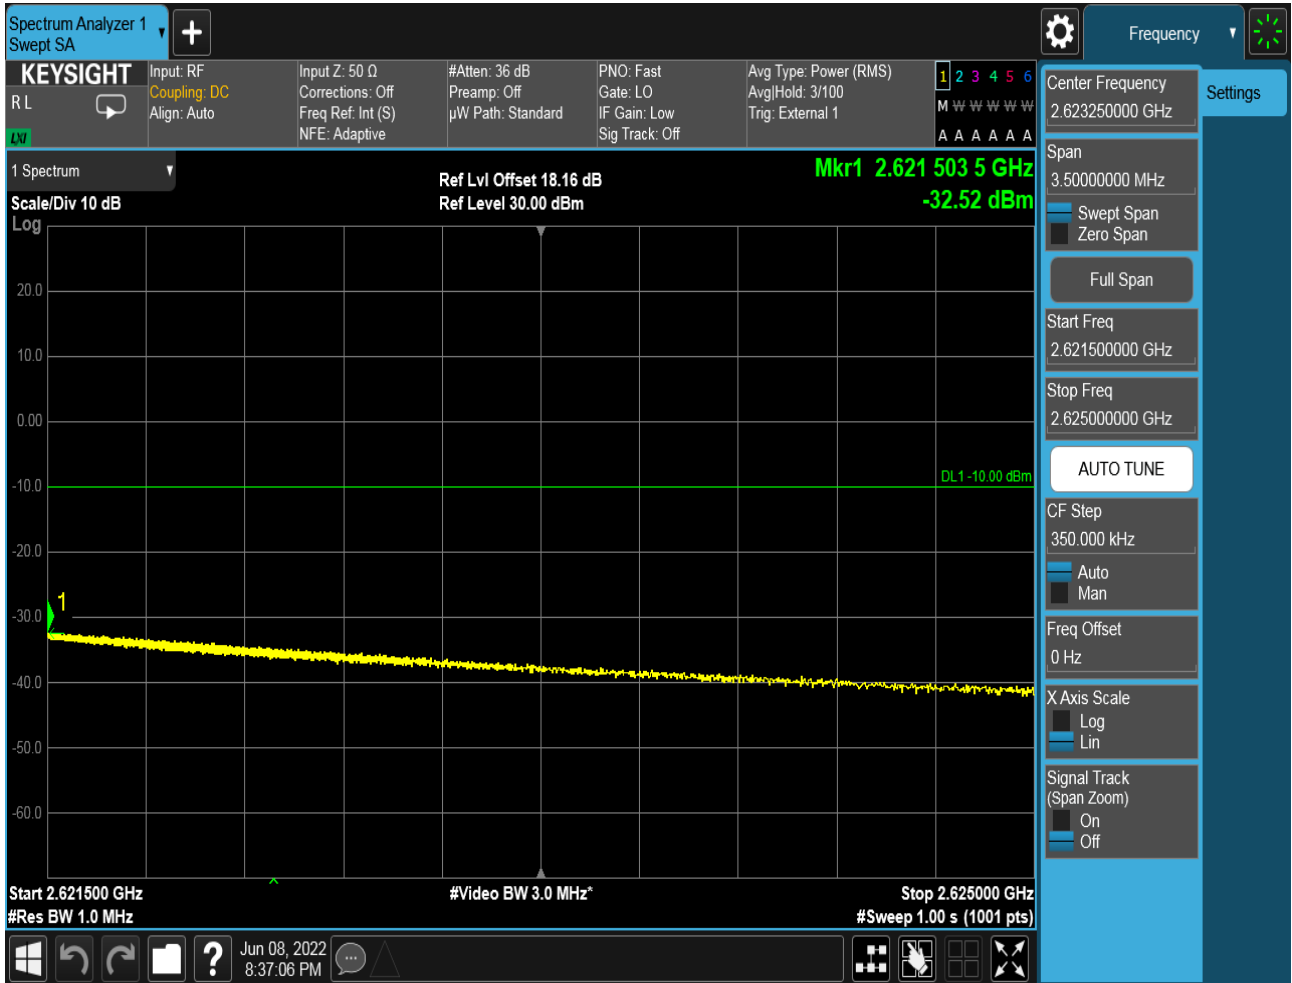 Spectrum Analyzer 1
Swept SA
Frequency
KEYSIGHT
R L
LXI
Input: RF
Coupling: DC
Align: Auto
Input Z: 50 Ω
Corrections: Off
Freq Ref: Int (S)
NFE: Adaptive
#Atten: 36 dB
Preamp: Off
µW Path: Standard
PNO: Fast
Gate: LO
IF Gain: Low
Sig Track: Off
Avg Type: Power (RMS)
Avg|Hold: 3/100
Trig: External 1
1 2 3 4 5 6
M W W W W W
A A A A A A
1 Spectrum
Scale/Div 10 dB
Log
Ref Lvl Offset 18.16 dB
Ref Level 30.00 dBm
Mkr1 2.621 503 5 GHz
-32.52 dBm
20.0
10.0
0.00
-10.0
-20.0
-30.0
-40.0
-50.0
-60.0
DL1 -10.00 dBm
1
Start 2.621500 GHz
#Res BW 1.0 MHz
#Video BW 3.0 MHz*
Stop 2.625000 GHz
#Sweep 1.00 s (1001 pts)
Jun 08, 2022
8:37:06 PM
Center Frequency
2.623250000 GHz
Settings
Span
3.50000000 MHz
Swept Span
Zero Span
Full Span
Start Freq
2.621500000 GHz
Stop Freq
2.625000000 GHz
AUTO TUNE
CF Step
350.000 kHz
Auto
Man
Freq Offset
0 Hz
X Axis Scale
Log
Lin
Signal Track
(Span Zoom)
On
Off